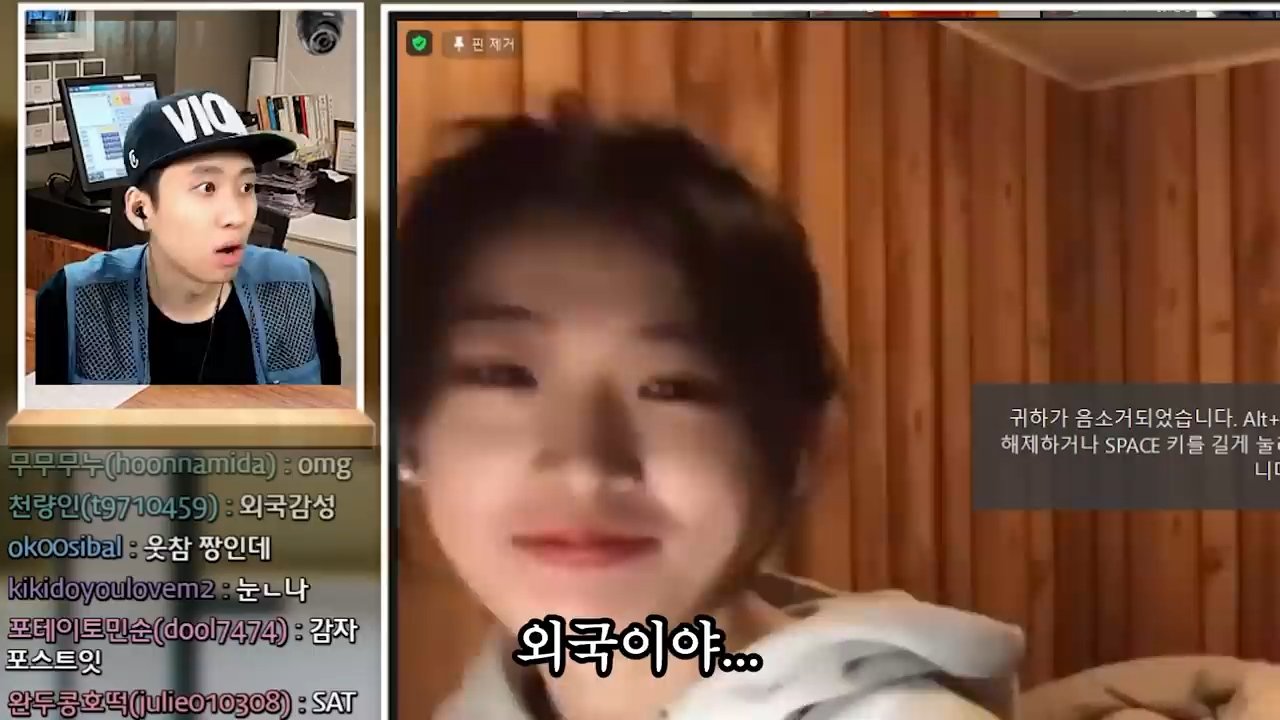 VIO
핀 제거
귀하가 음소거되었습니다. Alt+
해제하거나 SPACE 키를 길게 눌
니다
무무무누(hoonnamida) : omg
천량인(t9710459) : 외국감성
ok00sibal : 웃참 짱인데
kikidoyoulovem2 : 눈ㄴ나
포테이토민순(dool7474) : 감자
포스트잇
완두콩호떡(julie010308) : SAT
외국이야...